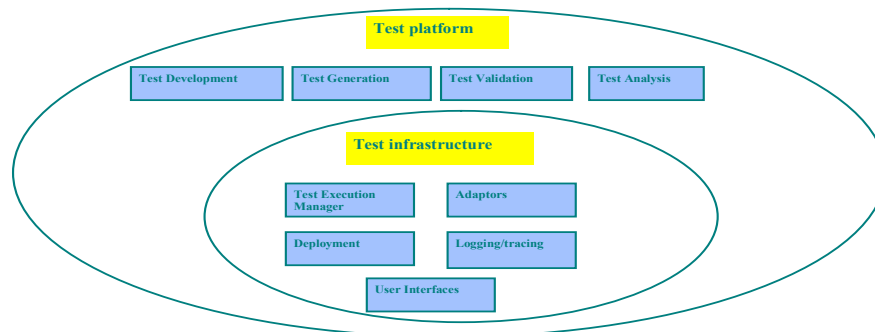 Test platform
Test Development
Test Generation
Test Validation
Test Analysis
Test infrastructure
Test Execution
Manager
Adaptors
Deployment
Logging/tracing
User Interfaces